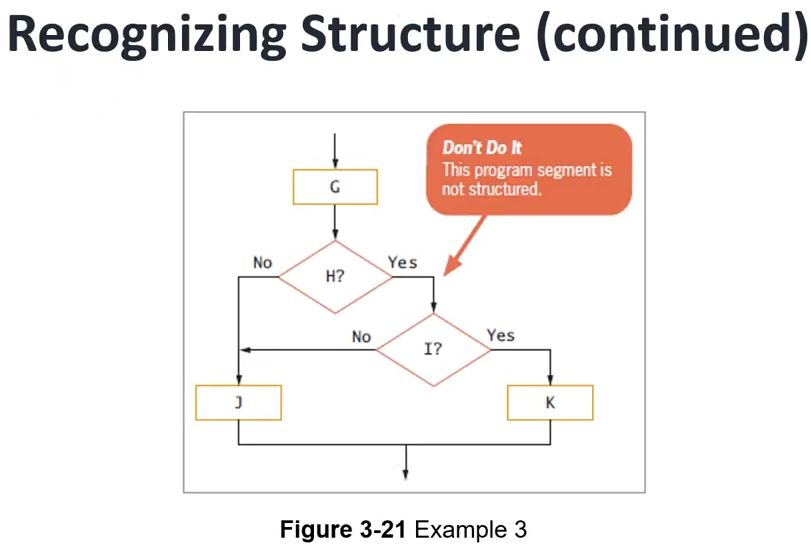 Recognizing Structure (continued)
Don't Do It
This program segment is
not structured.
G
No
Yes
H?
No
Yes
I?
J
K
Figure 3-21 Example 3